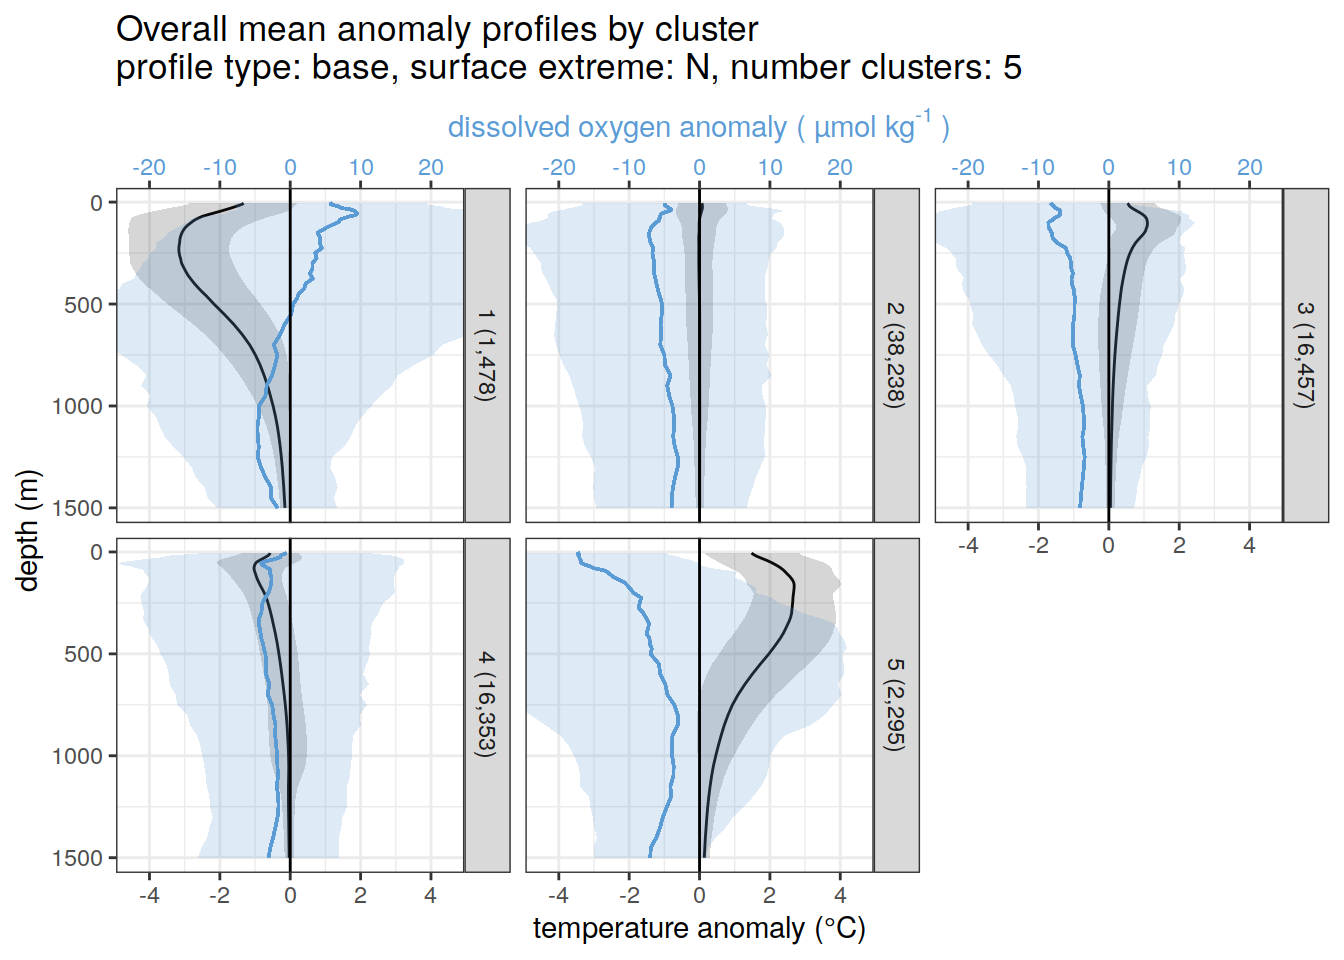 Overall mean anomaly profiles by cluster
profile type: base, surface extreme: N, number clusters: 5
dissolved oxygen anomaly ( µmol kg⁻¹ )
-20 -10 0 10 20 -20 -10 0 10 20 -20 -10 0 10 20
0
500
1000
1500
1 (1,478)
2 (38,238)
3 (16,457)
-4 -2 0 2 4
depth (m)
0
500
1000
1500
4 (16,353)
5 (2,295)
-4 -2 0 2 4 -4 -2 0 2 4
temperature anomaly (°C)